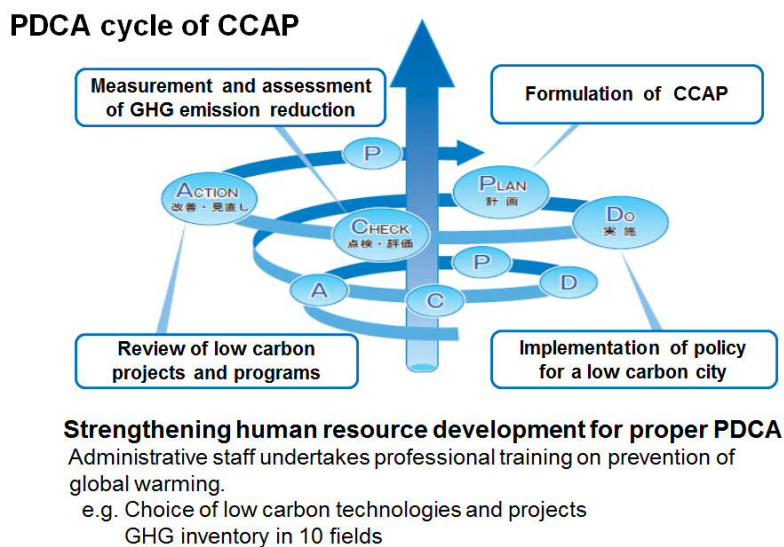 PDCA cycle of CCAP
Measurement and assessment
of GHG emission reduction
Formulation of CCAP
P
ACTION
改善・見直し
PLAN
計画
CHECK
点検・評価
DO
実施
P
A
C
D
Review of low carbon
projects and programs
Implementation of policy
for a low carbon city
Strengthening human resource development for proper PDCA
Administrative staff undertakes professional training on prevention of
global warming.
e.g. Choice of low carbon technologies and projects
GHG inventory in 10 fields